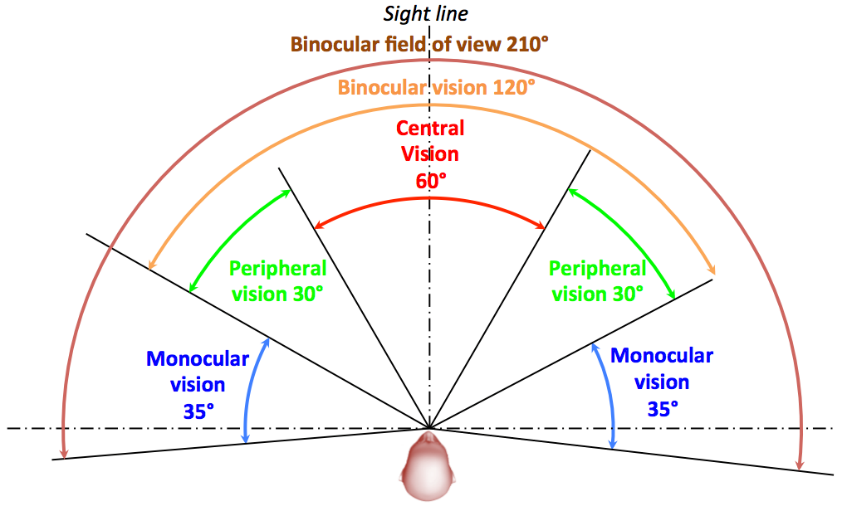 Sight line
Binocular field of view 210°
Binocular vision 120°
Central
Vision
60°
Peripheral
vision 30°
Peripheral
vision 30°
Monocular
vision
35°
Monocular
vision
35°